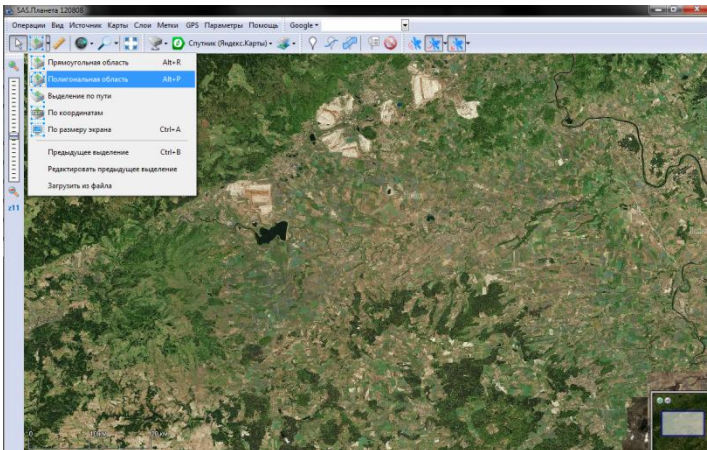 SAS.Планета 120808
Операции Вид Источник Карты Слои Метки GPS Параметры Помощь Google
Спутник (Яндекс.Карты)
Прямоугольная область Alt+R
Полигональная область Alt+P
Выделение по пути
По координатам
По размеру экрана Ctrl+A
Предыдущее выделение Ctrl+B
Редактировать предыдущее выделение
Загрузить из файла
z11